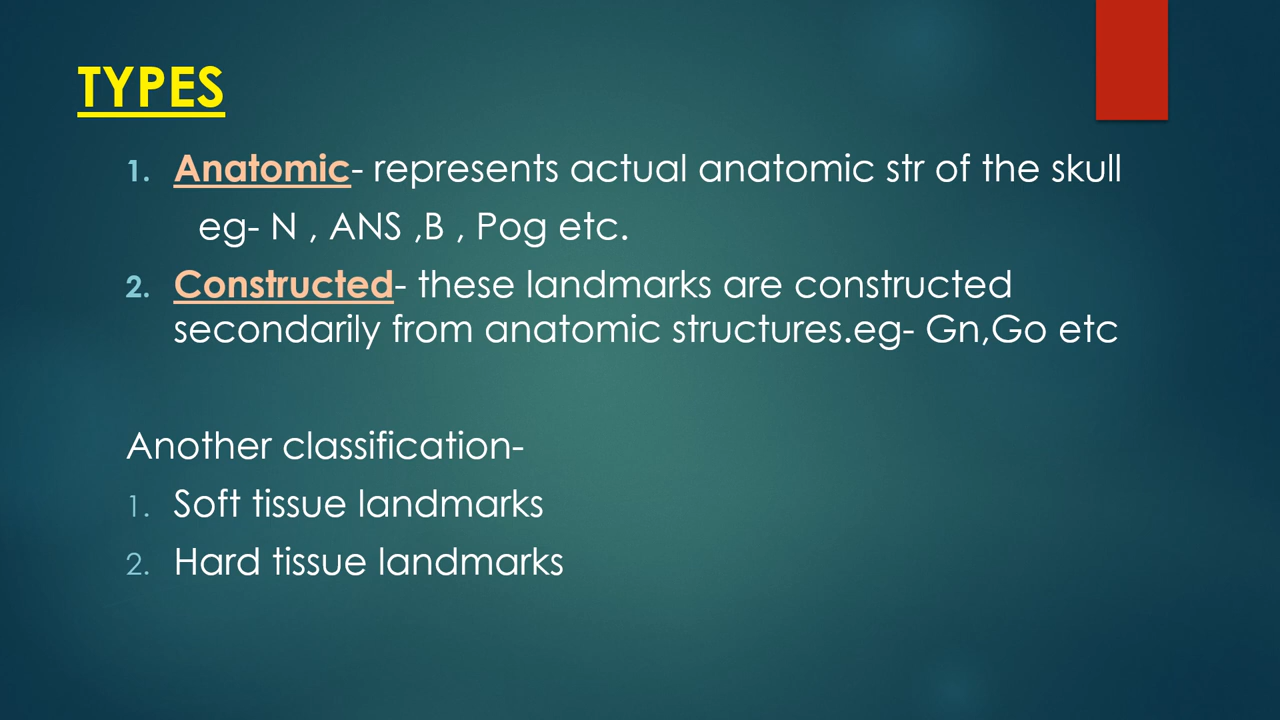 TYPES
1. Anatomic- represents actual anatomic str of the skull
eg- N , ANS ,B , Pog etc.
2. Constructed- these landmarks are constructed
secondarily from anatomic structures.eg- Gn,Go etc
Another classification-
1. Soft tissue landmarks
2. Hard tissue landmarks